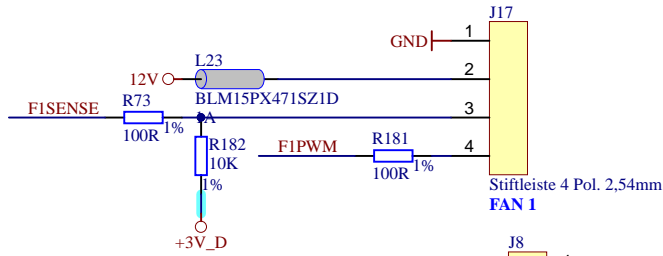 J17
GND
1
L23
12V
2
BLM15PX471SZ1D
F1SENSE
R73
1%
1A
3
100R
R182
10K
1%
F1PWM
R181
1%
4
100R
Stiftleiste 4 Pol. 2,54mm
FAN 1
+3V_D
J8